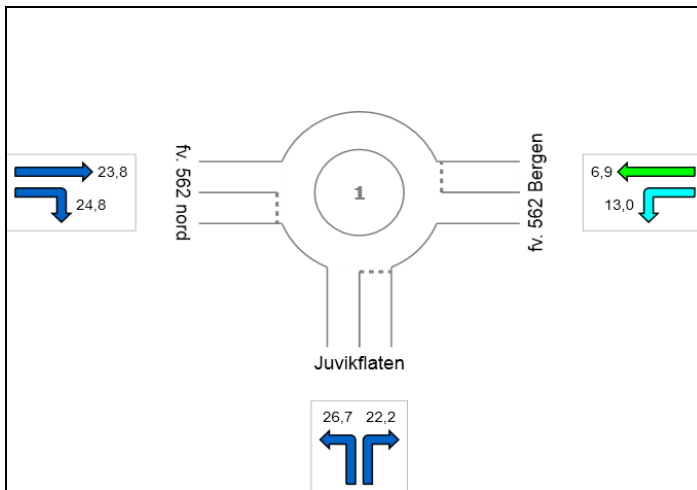 fv. 562 nord
23,8
24,8
1
fv. 562 Bergen
6,9
13,0
Juvikflaten
26,7 22,2